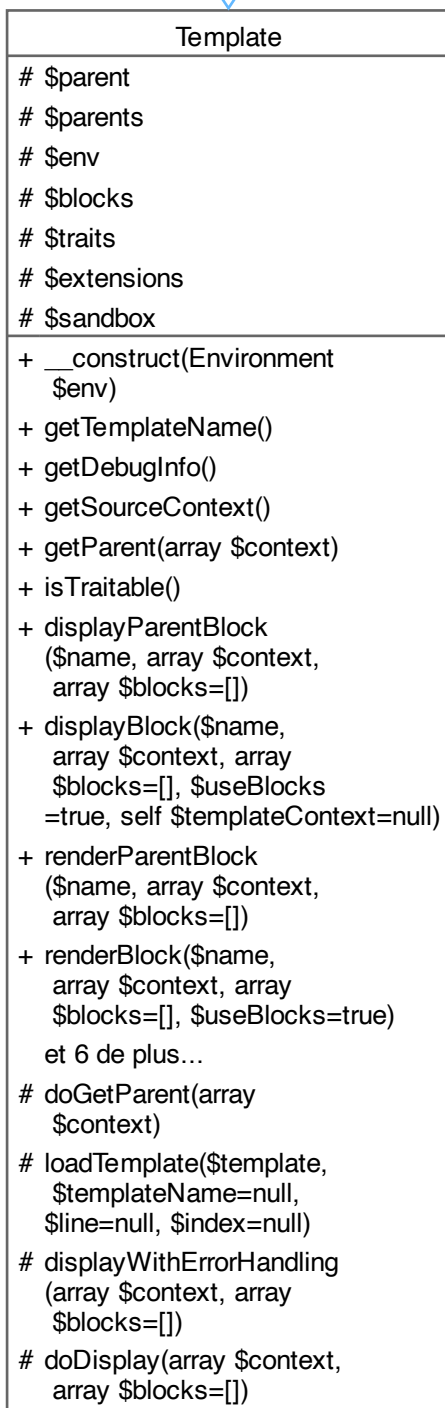 Template
# $parent
# $parents
# $env
# $blocks
# $traits
# $extensions
# $sandbox
+ __construct(Environment
$env)
+ getTemplateName()
+ getDebugInfo()
+ getSourceContext()
+ getParent(array $context)
+ isTraitable()
+ displayParentBlock
($name, array $context,
array $blocks=[])
+ displayBlock($name,
array $context, array
$blocks=[], $useBlocks
=true, self $templateContext=null)
+ renderParentBlock
($name, array $context,
array $blocks=[])
+ renderBlock($name,
array $context, array
$blocks=[], $useBlocks=true)
et 6 de plus...
# doGetParent(array
$context)
# loadTemplate($template,
$templateName=null,
$line=null, $index=null)
# displayWithErrorHandling
(array $context, array
$blocks=[])
# doDisplay(array $context,
array $blocks=[])